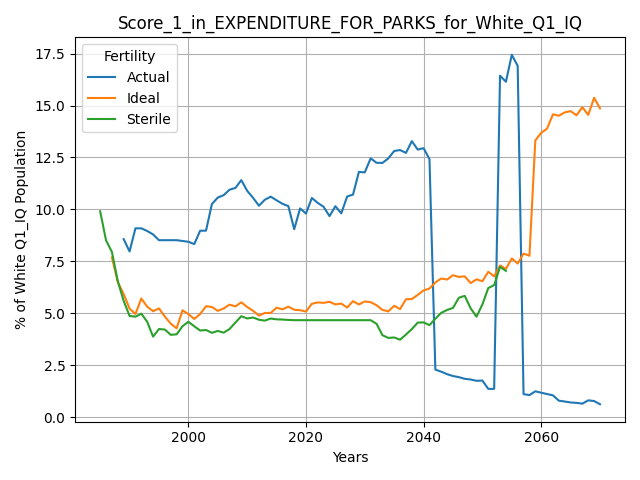 Score_1_in_EXPENDITURE_FOR_PARKS_for_White_Q1_IQ
Fertility
Actual
Ideal
Sterile
% of White Q1_IQ Population
17.5
15.0
12.5
10.0
7.5
5.0
2.5
0.0
2000
2020
2040
2060
Years